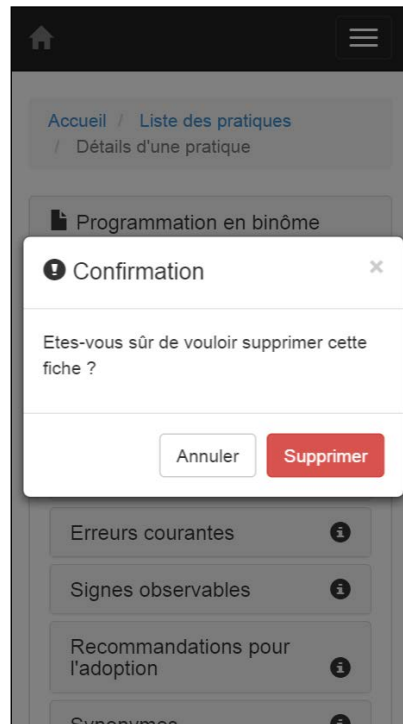 Accueil / Liste des pratiques
/ Détails d'une pratique
Programmation en binôme
Confirmation ×
Etes-vous sûr de vouloir supprimer cette
fiche ?
Annuler Supprimer
Erreurs courantes
Signes observables
Recommandations pour
l'adoption
Synonymes